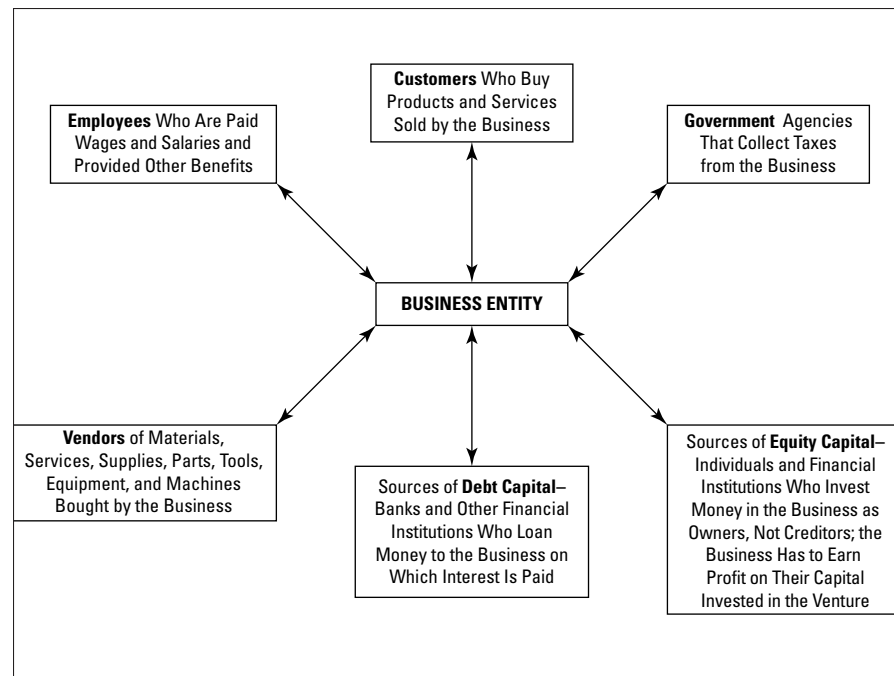 Customers Who Buy
Products and Services
Sold by the Business
Employees Who Are Paid
Wages and Salaries and
Provided Other Benefits
Government Agencies
That Collect Taxes
from the Business
BUSINESS ENTITY
Vendors of Materials,
Services, Supplies, Parts, Tools,
Equipment, and Machines
Bought by the Business
Sources of Debt Capital–
Banks and Other Financial
Institutions Who Loan
Money to the Business on
Which Interest Is Paid
Sources of Equity Capital–
Individuals and Financial
Institutions Who Invest
Money in the Business as
Owners, Not Creditors; the
Business Has to Earn
Profit on Their Capital
Invested in the Venture